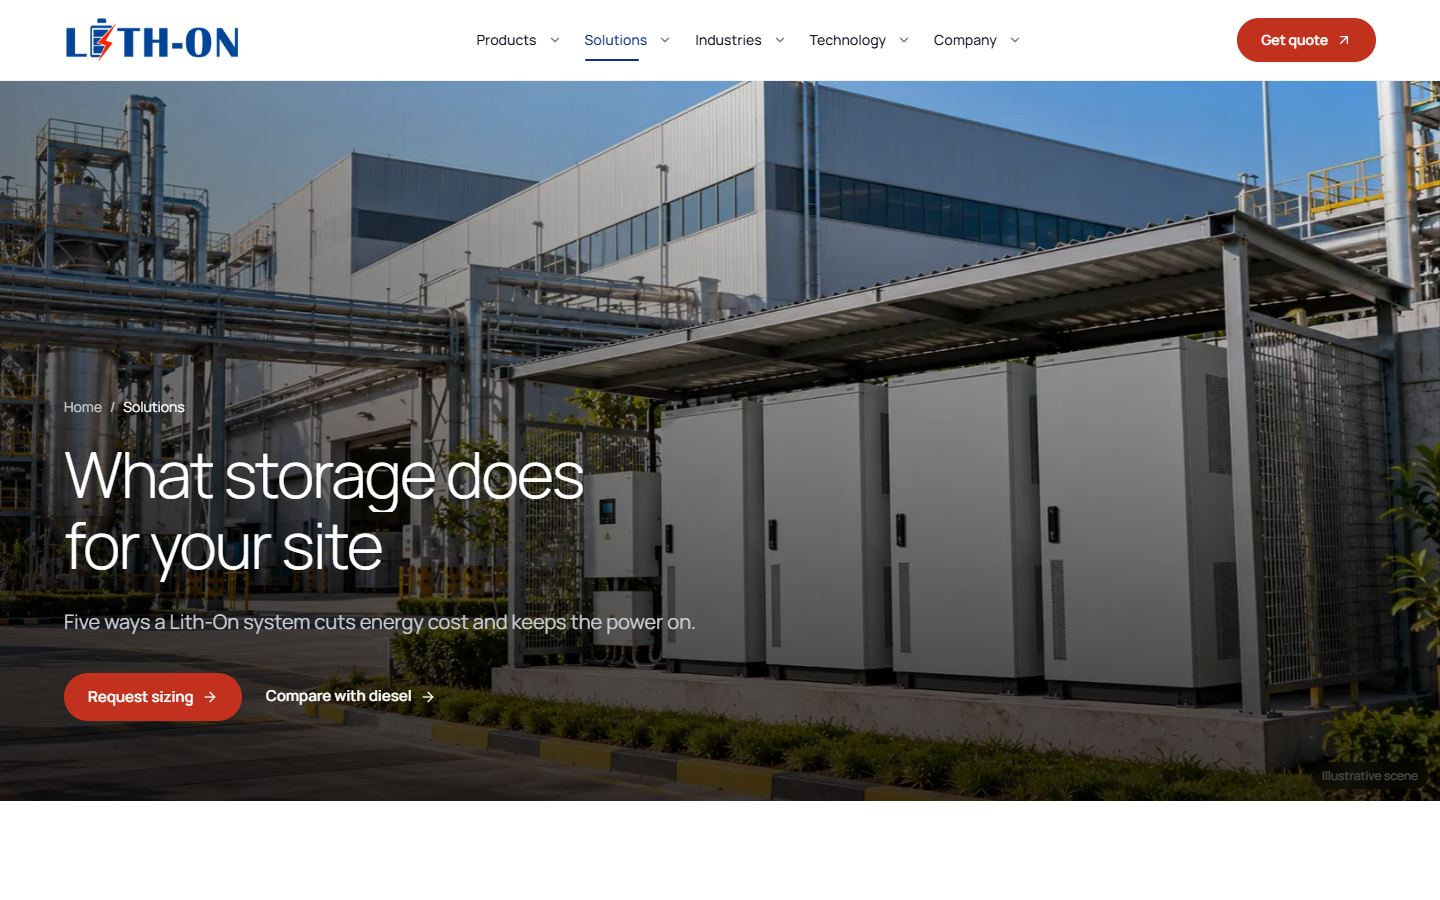 LITH-ON
Products
Solutions
Industries
Technology
Company
Get quote
Home / Solutions
What storage does
for your site
Five ways a Lith-On system cuts energy cost and keeps the power on.
Request sizing
Compare with diesel
Illustrative scene